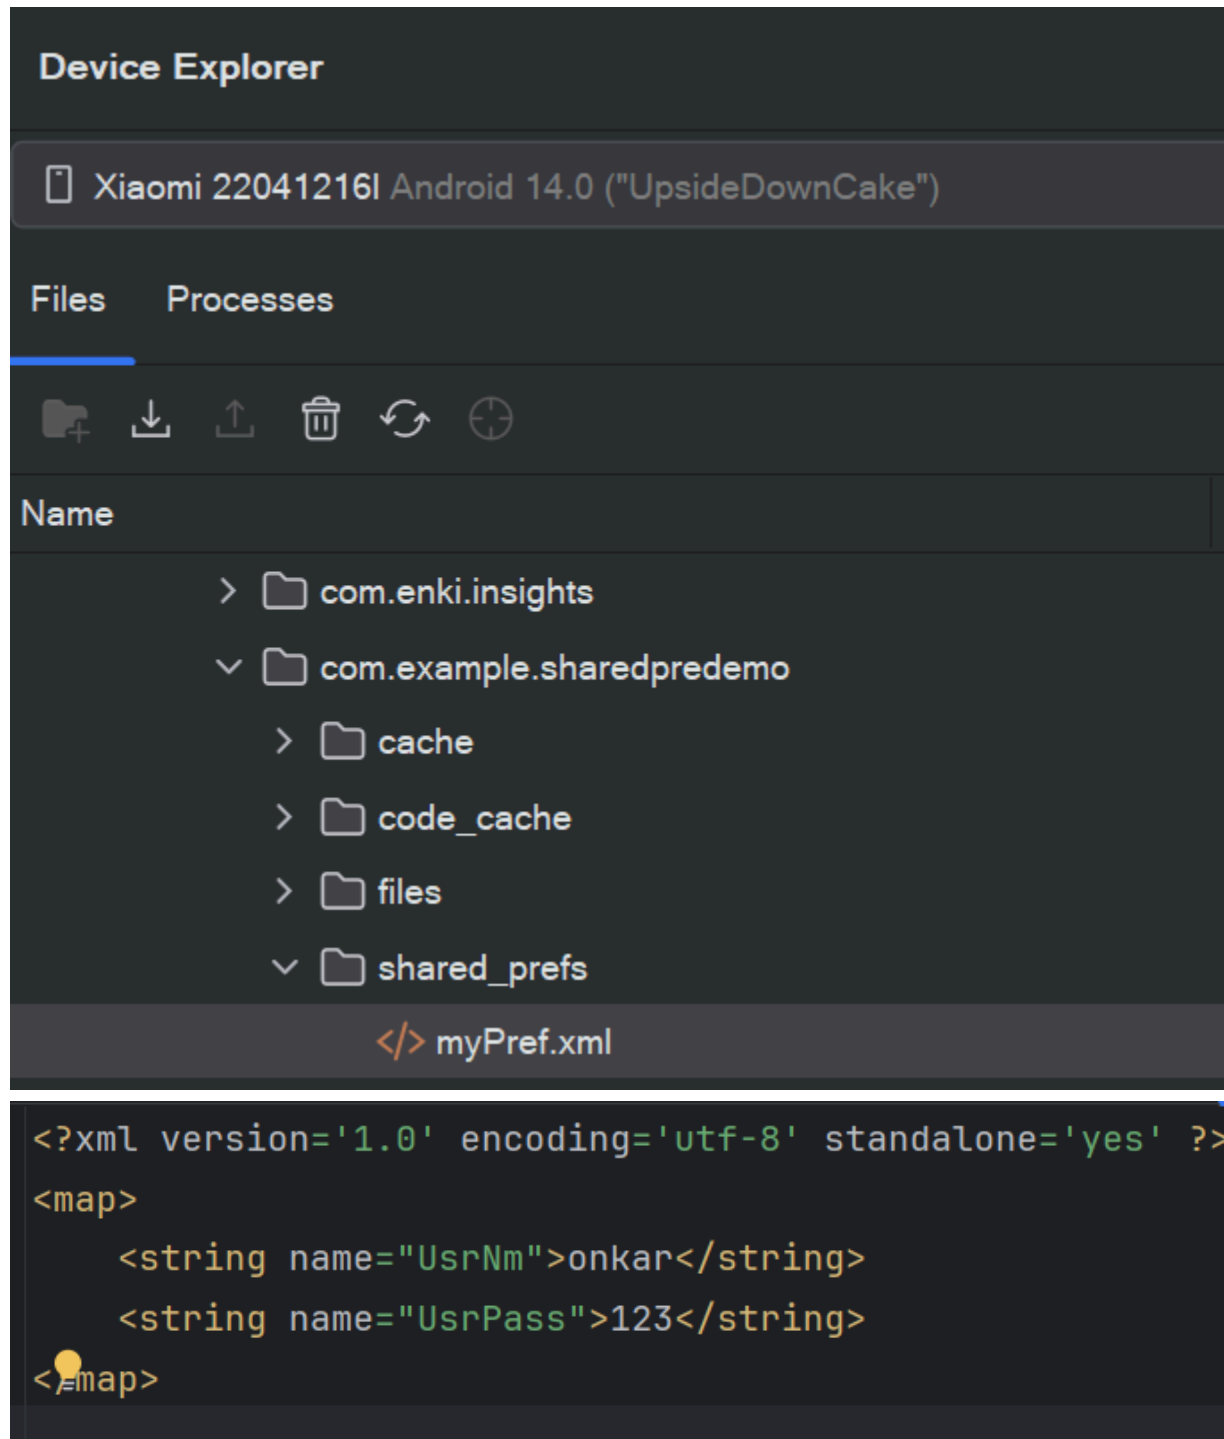 Device Explorer
Xiaomi 22041216I Android 14.0 ("UpsideDownCake")
Files Processes
Name
com.enki.insights
com.example.sharedpredemo
cache
code_cache
files
shared_prefs
</> myPref.xml
<?xml version='1.0' encoding='utf-8' standalone='yes' ?>
<map>
    <string name="UsrNm">onkar</string>
    <string name="UsrPass">123</string>
</map>